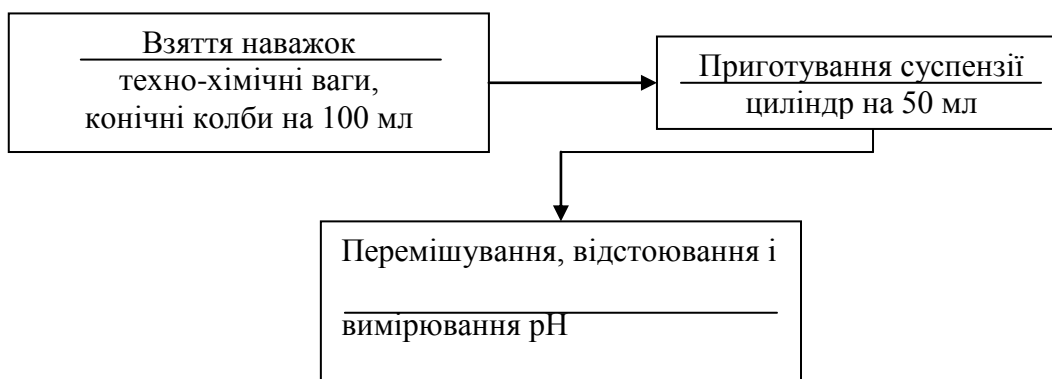 Взяття наважок
техно-хімічні ваги,
конічні колби на 100 мл
Приготування суспензії
циліндр на 50 мл
Перемішування, відстоювання і
вимірювання рН